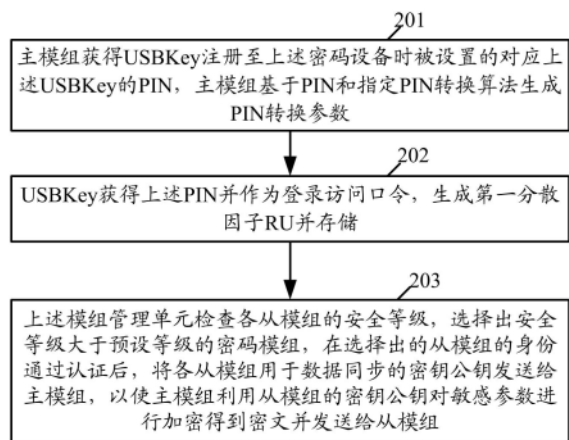 201
主模组获得USBKey注册至上述密码设备时被设置的对应上
述USBKey的PIN，主模组基于PIN和指定PIN转换算法生成
PIN转换参数
202
USBKey获得上述PIN并作为登录访问口令，生成第一分散
因子RU并存储
203
上述模组管理单元检查各从模组的安全等级，选择出安全
等级大于预设等级的密码模组，在选择出的从模组的身份
通过认证后，将各从模组用于数据同步的密钥公钥发送给
主模组，以使主模组利用从模组的密钥公钥对敏感参数进
行加密得到密文并发送给从模组